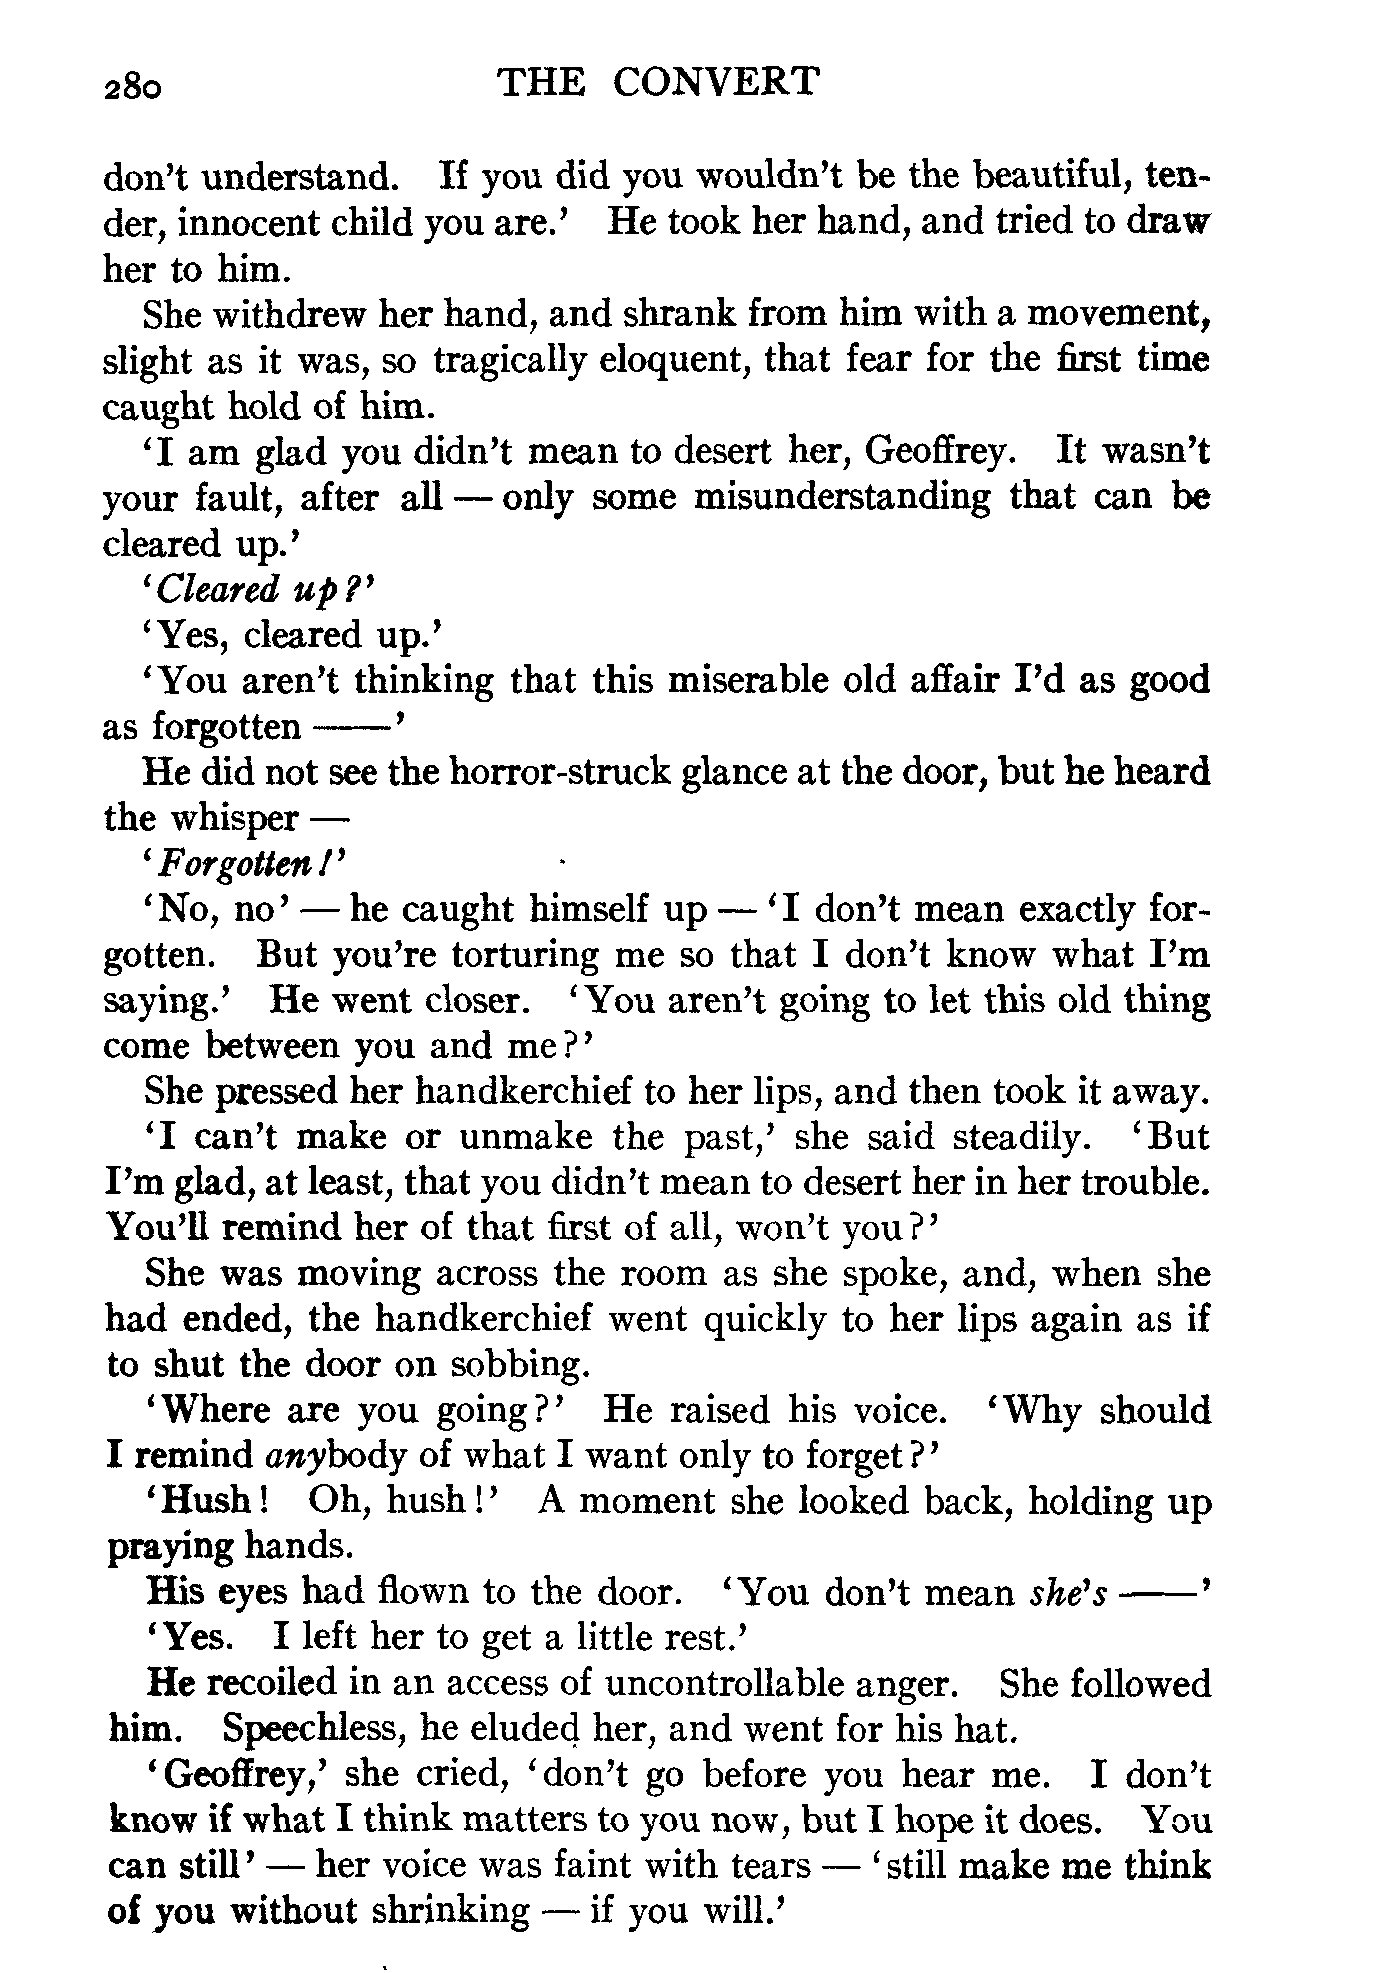 280 THE CONVERT
don't understand. If you did you wouldn't be the beautiful, ten-
der, innocent child you are.' He took her hand, and tried to draw
her to him.
She withdrew her hand, and shrank from him with a movement,
slight as it was, so tragically eloquent, that fear for the first time
caught hold of him.
'I am glad you didn't mean to desert her, Geoffrey. It wasn't
your fault, after all — only some misunderstanding that can be
cleared up.'
'Cleared up?'
'Yes, cleared up.'
'You aren't thinking that this miserable old affair I'd as good
as forgotten ——'
He did not see the horror-struck glance at the door, but he heard
the whisper —
'Forgotten!'
'No, no' — he caught himself up — 'I don't mean exactly for-
gotten. But you're torturing me so that I don't know what I'm
saying.' He went closer. 'You aren't going to let this old thing
come between you and me?'
She pressed her handkerchief to her lips, and then took it away.
'I can't make or unmake the past,' she said steadily. 'But
I'm glad, at least, that you didn't mean to desert her in her trouble.
You'll remind her of that first of all, won't you?'
She was moving across the room as she spoke, and, when she
had ended, the handkerchief went quickly to her lips again as if
to shut the door on sobbing.
'Where are you going?' He raised his voice. 'Why should
I remind anybody of what I want only to forget?'
'Hush! Oh, hush!' A moment she looked back, holding up
praying hands.
His eyes had flown to the door. 'You don't mean she's ——'
'Yes. I left her to get a little rest.'
He recoiled in an access of uncontrollable anger. She followed
him. Speechless, he eluded her, and went for his hat.
'Geoffrey,' she cried, 'don't go before you hear me. I don't
know if what I think matters to you now, but I hope it does. You
can still' — her voice was faint with tears — 'still make me think
of you without shrinking — if you will.'